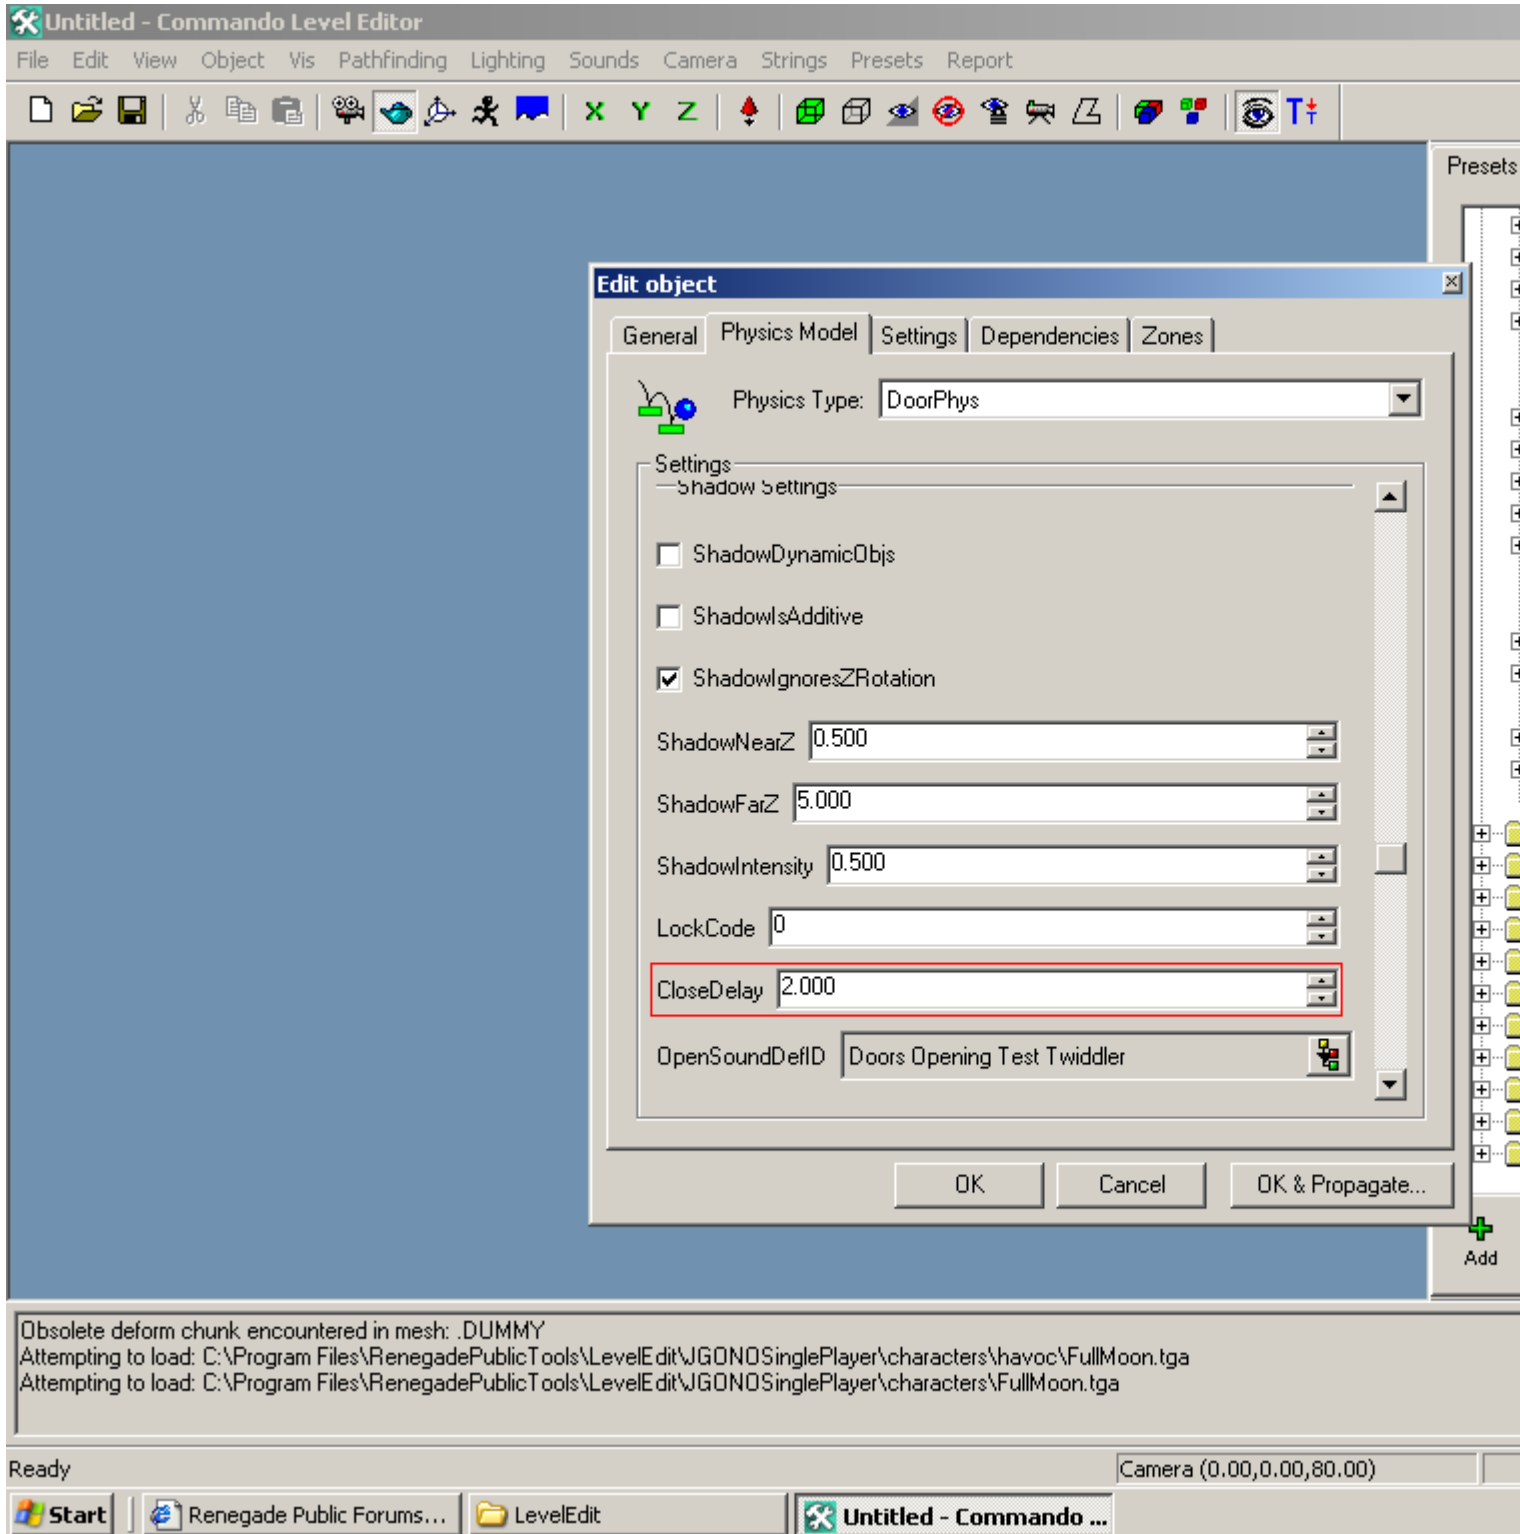 Untitled - Commando Level Editor
File Edit View Object Vis Pathfinding Lighting Sounds Camera Strings Presets Report
X Y Z T
Presets
Edit object
General Physics Model Settings Dependencies Zones
Physics Type: DoorPhys
Settings
Shadow Settings
ShadowDynamicObjs
ShadowIsAdditive
ShadowIgnoresZRotation
ShadowNearZ 0.500
ShadowFarZ 5.000
ShadowIntensity 0.500
LockCode 0
CloseDelay 2.000
OpenSoundDefID Doors Opening Test Twiddler
OK Cancel OK & Propagate...
Add
Obsolete deform chunk encountered in mesh: .DUMMY
Attempting to load: C:\Program Files\RenegadePublicTools\LevelEdit\JGONOSinglePlayer\characters\havoc\FullMoon.tga
Attempting to load: C:\Program Files\RenegadePublicTools\LevelEdit\JGONOSinglePlayer\characters\FullMoon.tga
Ready Camera (0.00,0.00,80.00)
Start Renegade Public Forums... LevelEdit Untitled - Commando ...